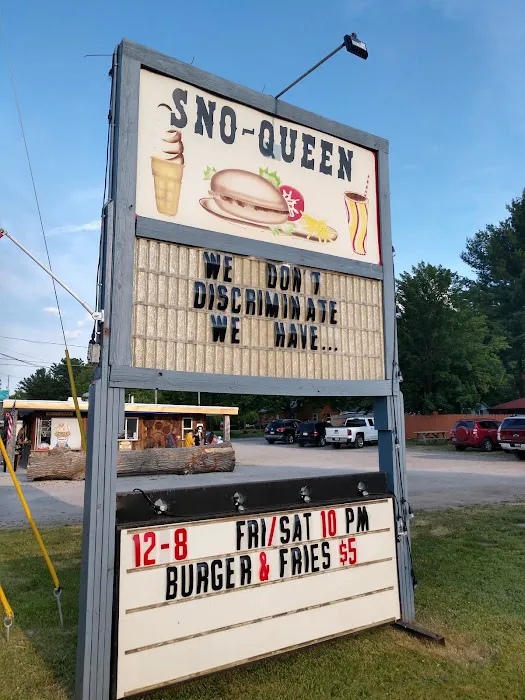 SNO-QUEEN
WE DON'T
DISCRIMINATE
WE HAVE...
12-8 FRI/SAT 10 PM
BURGER & FRIES $5